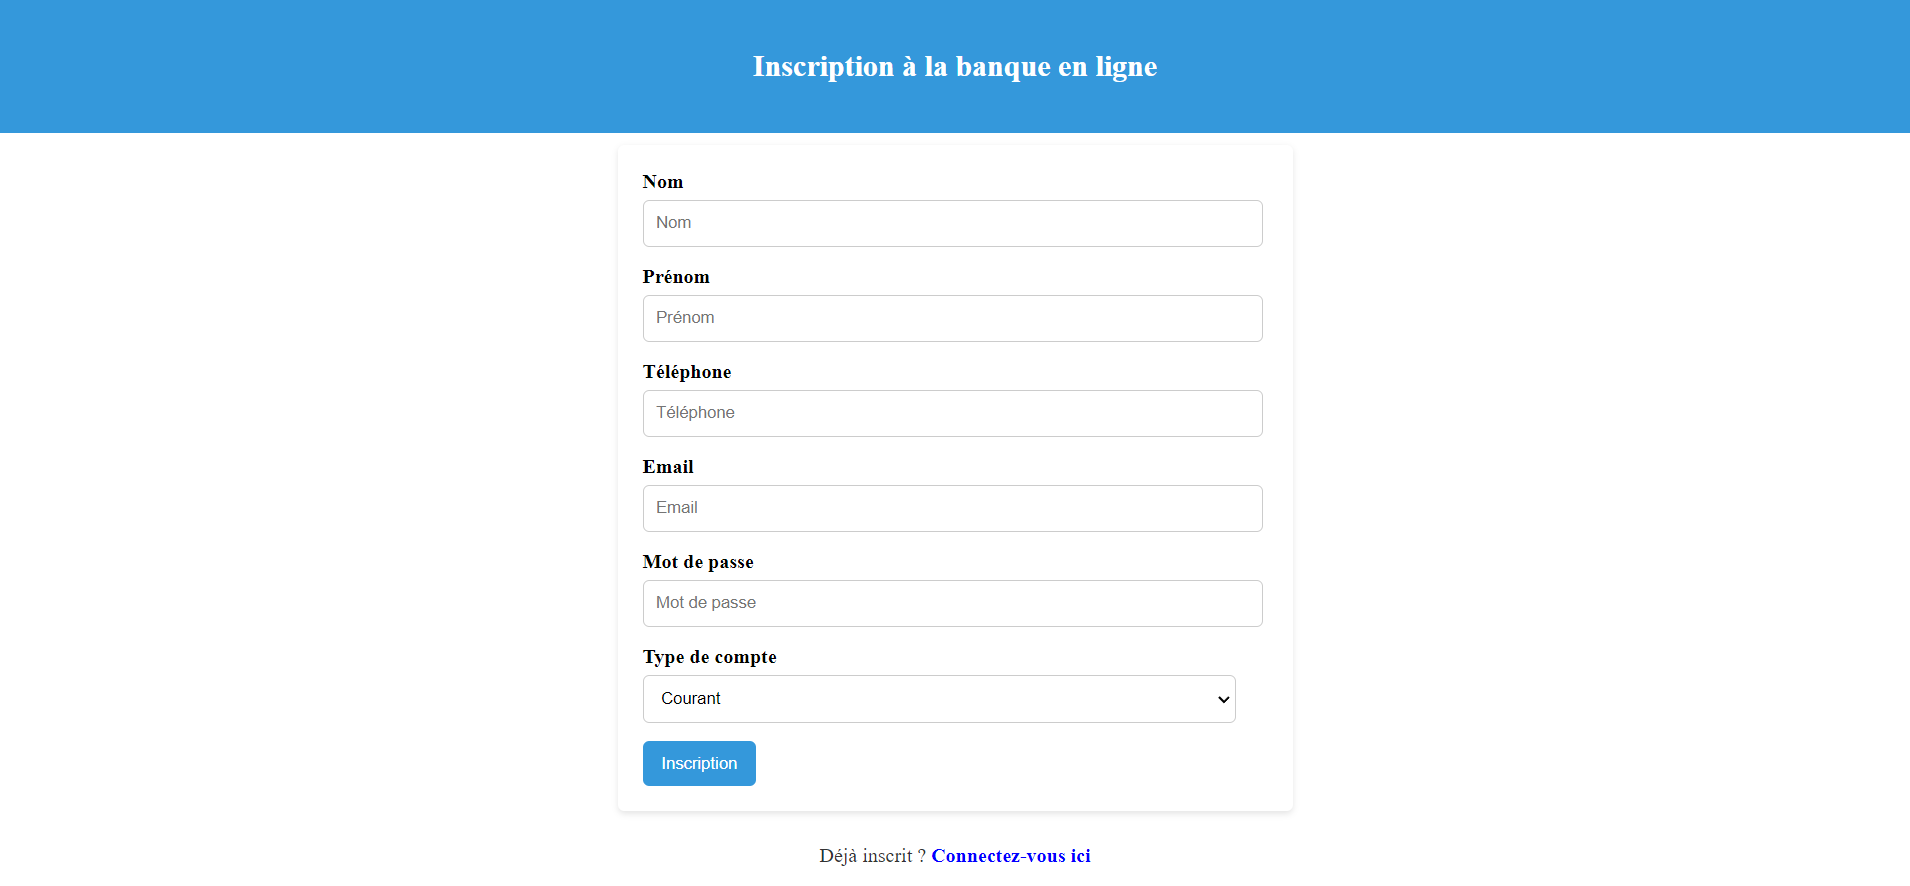 Inscription à la banque en ligne
Nom
Nom
Prénom
Prénom
Téléphone
Téléphone
Email
Email
Mot de passe
Mot de passe
Type de compte
Courant
Inscription
Déjà inscrit ? Connectez-vous ici